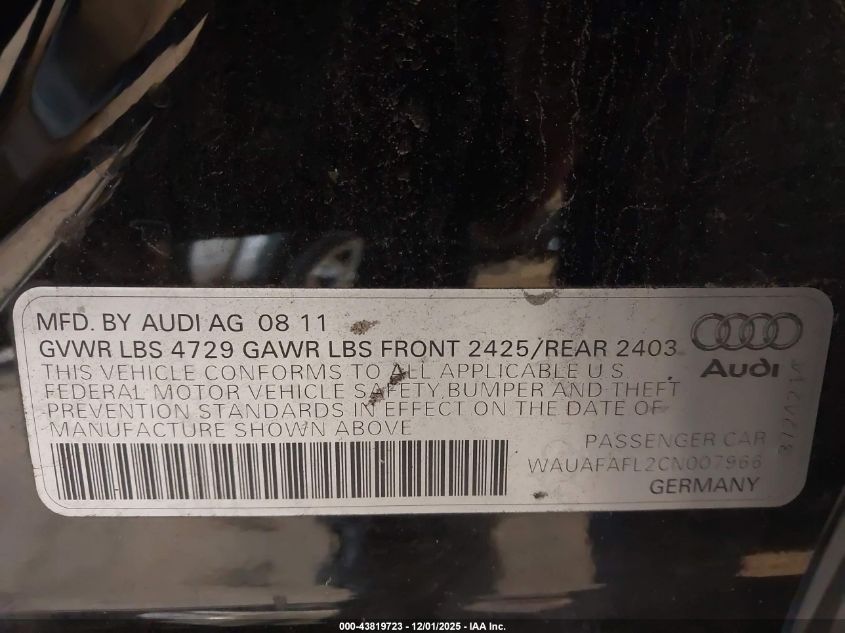 MFD. BY AUDI AG 08 11
GVWR LBS 4729 GAWR LBS FRONT 2425/REAR 2403
THIS VEHICLE CONFORMS TO ALL APPLICABLE U S
FEDERAL MOTOR VEHICLE SAFETY, BUMPER AND THEFT
PREVENTION STANDARDS IN EFFECT ON THE DATE OF
MANUFACTURE SHOWN ABOVE
Audi
PASSENGER CAR
WAUAFAFL2CN007966
GERMANY
000-43819723 - 12/01/2025 - IAA Inc.